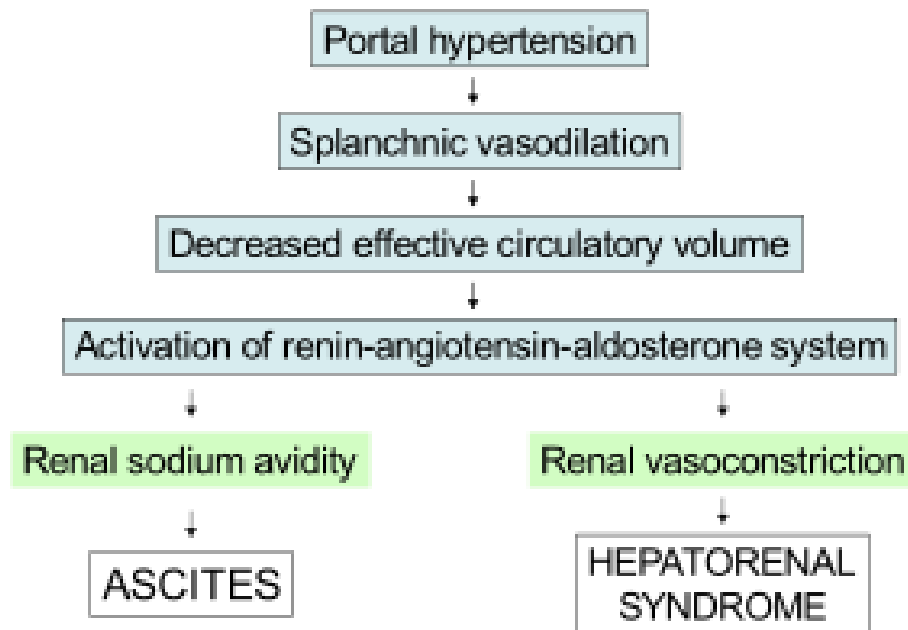 Portal hypertension
Splanchnic vasodilation
Decreased effective circulatory volume
Activation of renin-angiotensin-aldosterone system
Renal sodium avidity
Renal vasoconstriction
ASCITES
HEPATORENAL
SYNDROME